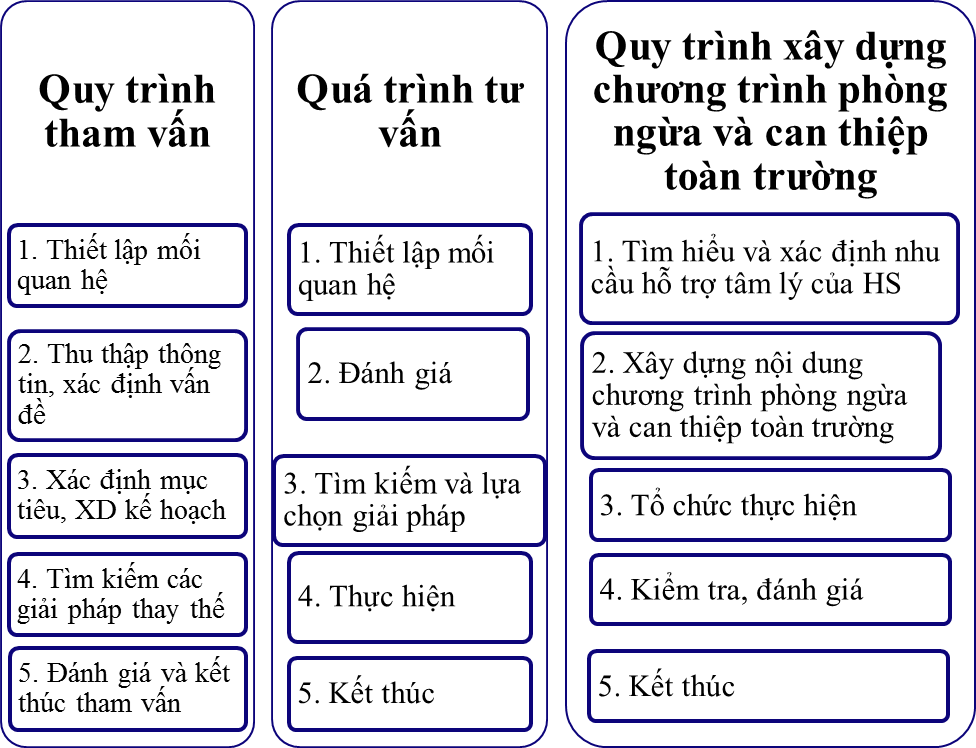 Quy trình
tham vấn
1. Thiết lập mối
quan hệ
2. Thu thập thông
tin, xác định vấn
đề
3. Xác định mục
tiêu, XD kế hoạch
4. Tìm kiếm các
giải pháp thay thế
5. Đánh giá và kết
thúc tham vấn
Quá trình tư
vấn
1. Thiết lập mối
quan hệ
2. Đánh giá
3. Tìm kiếm và lựa
chọn giải pháp
4. Thực hiện
5. Kết thúc
Quy trình xây dựng
chương trình phòng
ngừa và can thiệp
toàn trường
1. Tìm hiểu và xác định nhu
cầu hỗ trợ tâm lý của HS
2. Xây dựng nội dung
chương trình phòng ngừa
và can thiệp toàn trường
3. Tổ chức thực hiện
4. Kiểm tra, đánh giá
5. Kết thúc